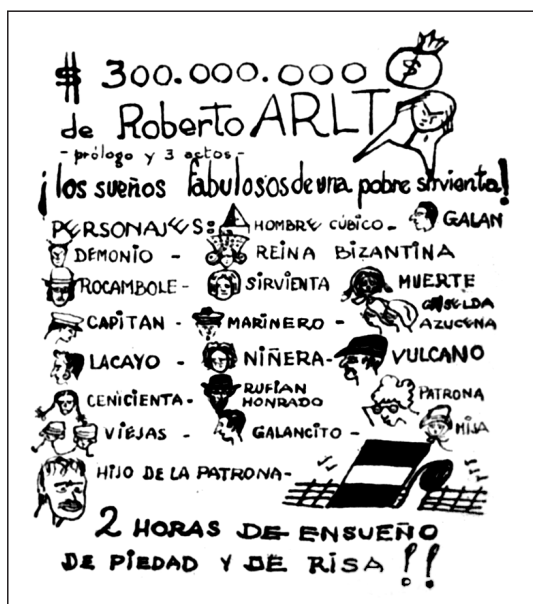 $ 300.000.000 $
de Roberto ARLT
- prólogo y 3 actos -
¡los sueños fabulosos de una pobre sirvienta!
PERSONAJES: HOMBRE CÚBICO - GALAN
DEMONIO - REINA BIZANTINA
ROCAMBOLE - SIRVIENTA MUERTE
CAPITAN - MARINERO - GRISELDA
AZUCENA
LACAYO - NIÑERA - VULCANO
CENICIENTA - RUFIAN HONRADO PATRONA
VIEJAS - GALANCITO - HIJA
HIJO DE LA PATRONA -
2 HORAS DE ENSUEÑO
DE PIEDAD Y DE RISA !!